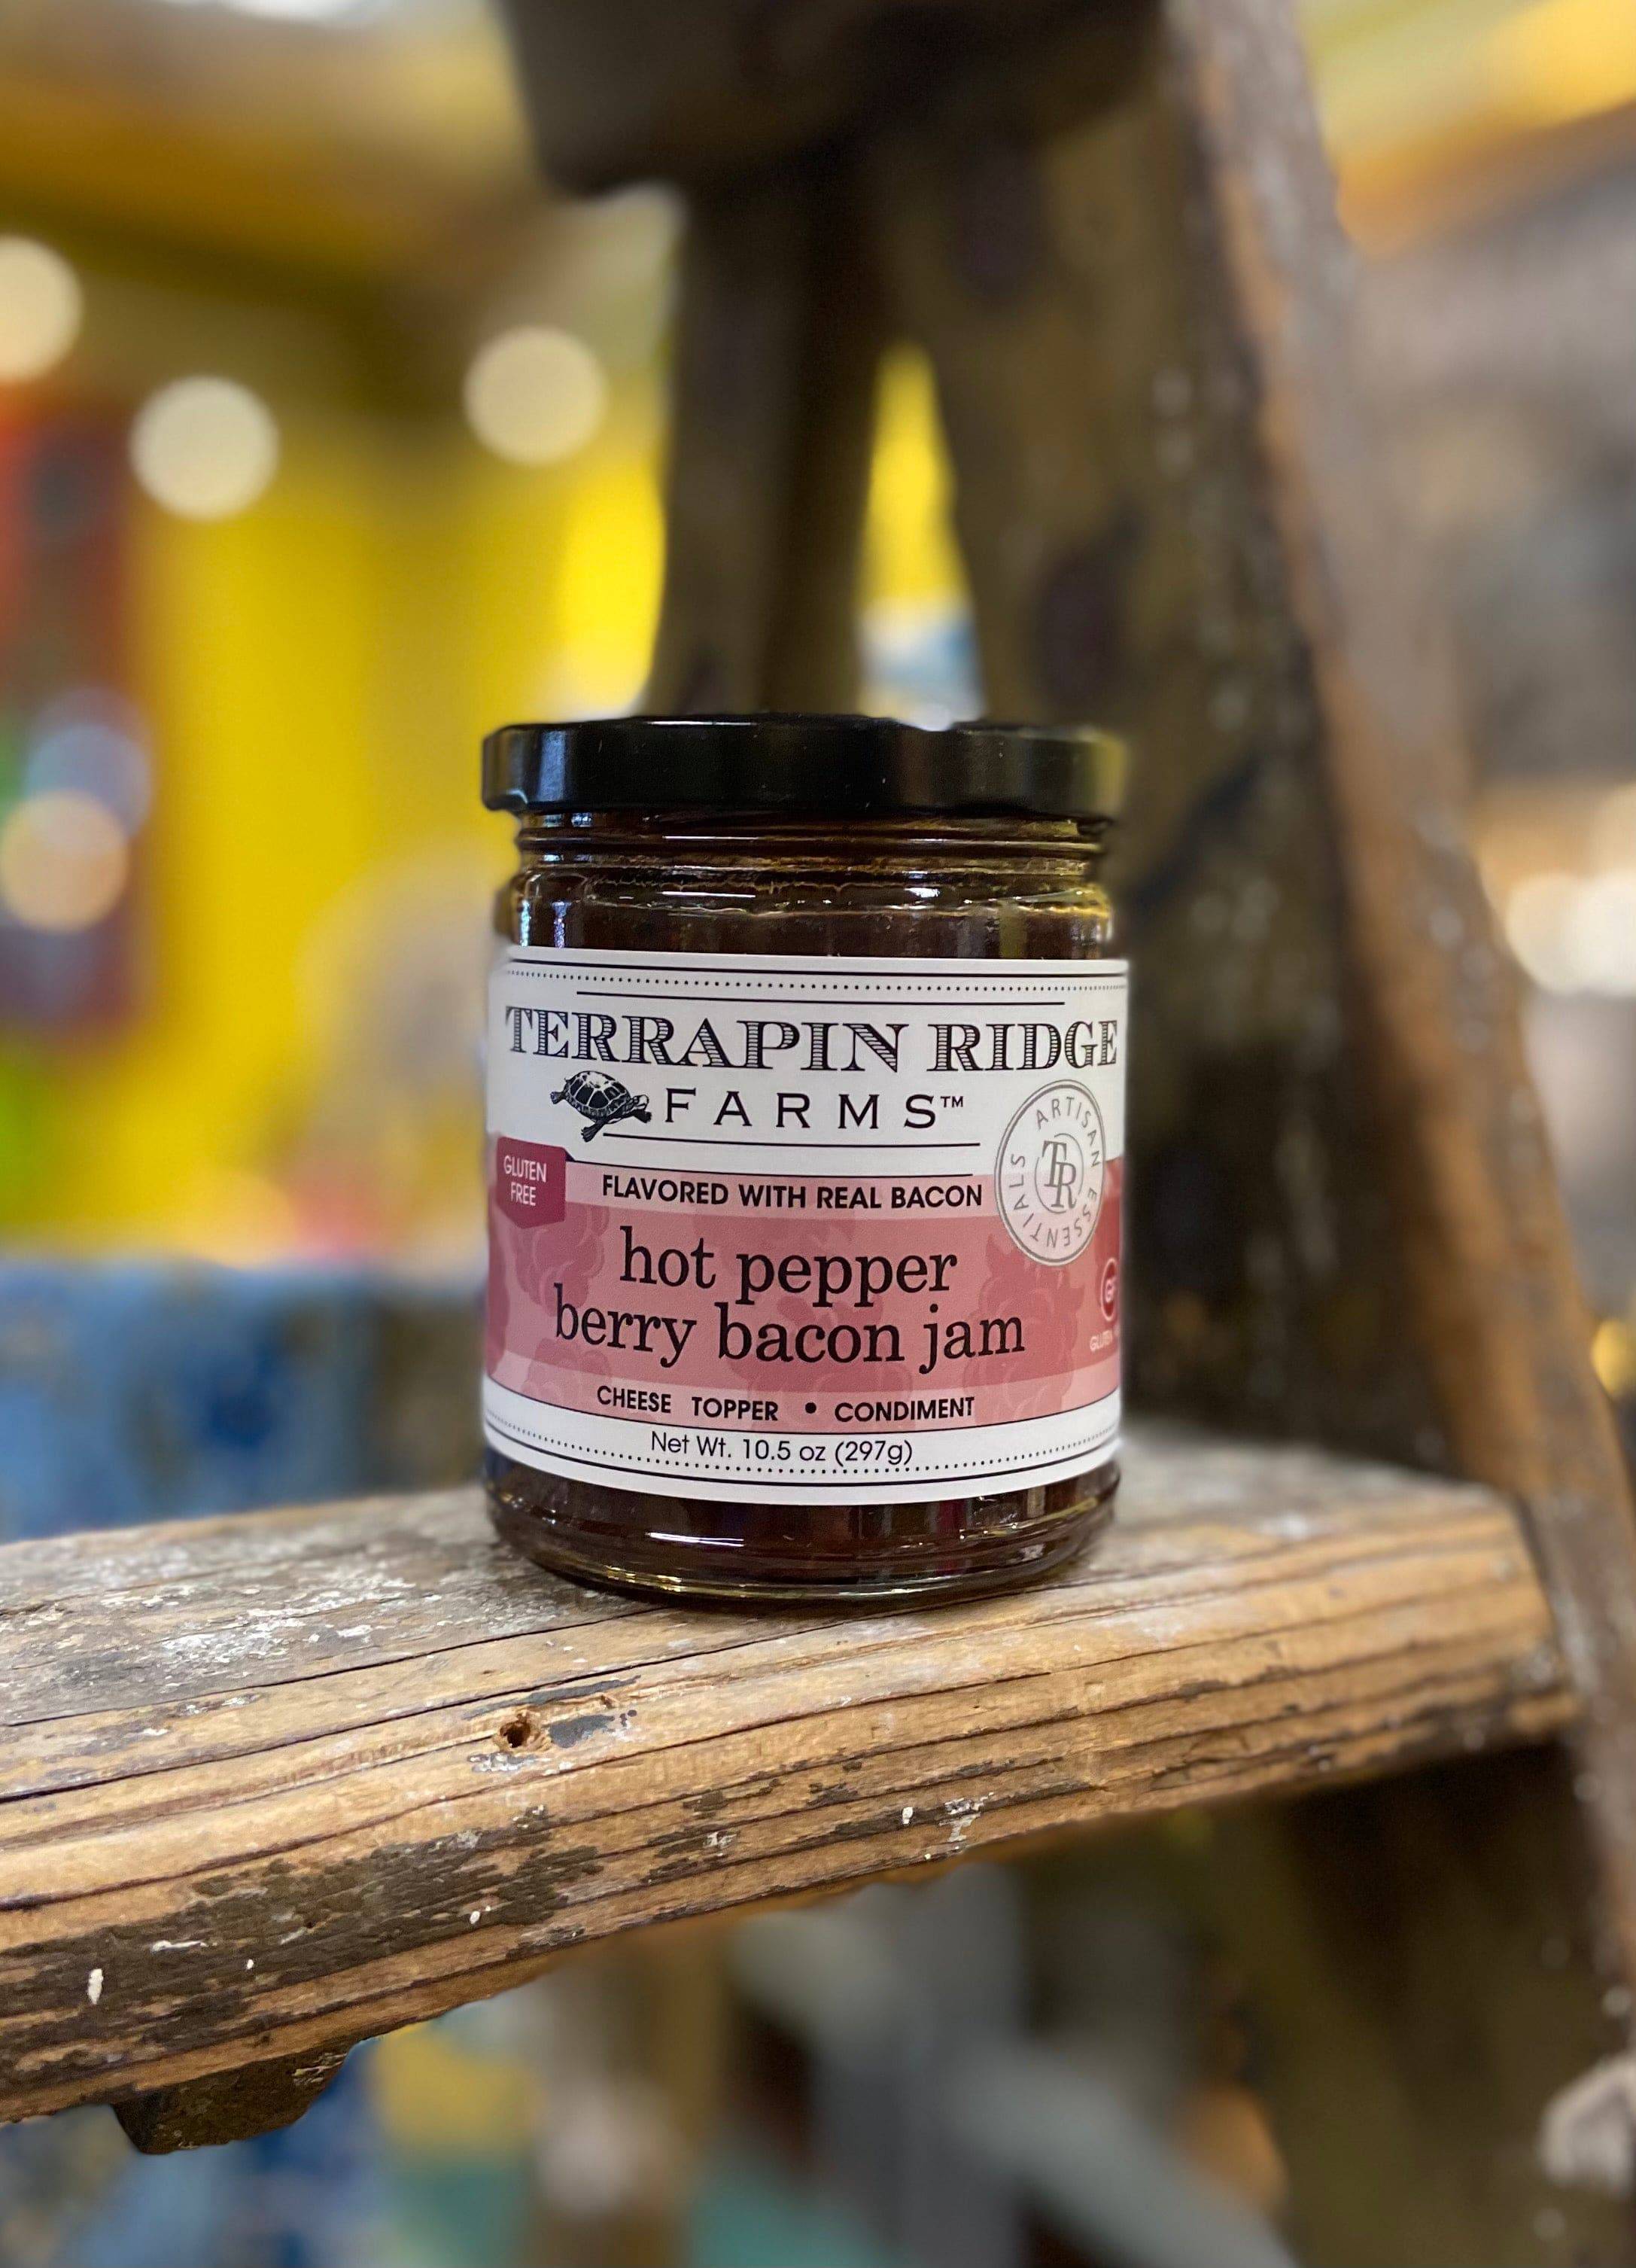 TERRAPIN RIDGE
FARMS™
ARTISAN ESSENTIALS
TR
GLUTEN
FREE
FLAVORED WITH REAL BACON
hot pepper
berry bacon jam
CHEESE TOPPER • CONDIMENT
Net Wt. 10.5 oz (297g)